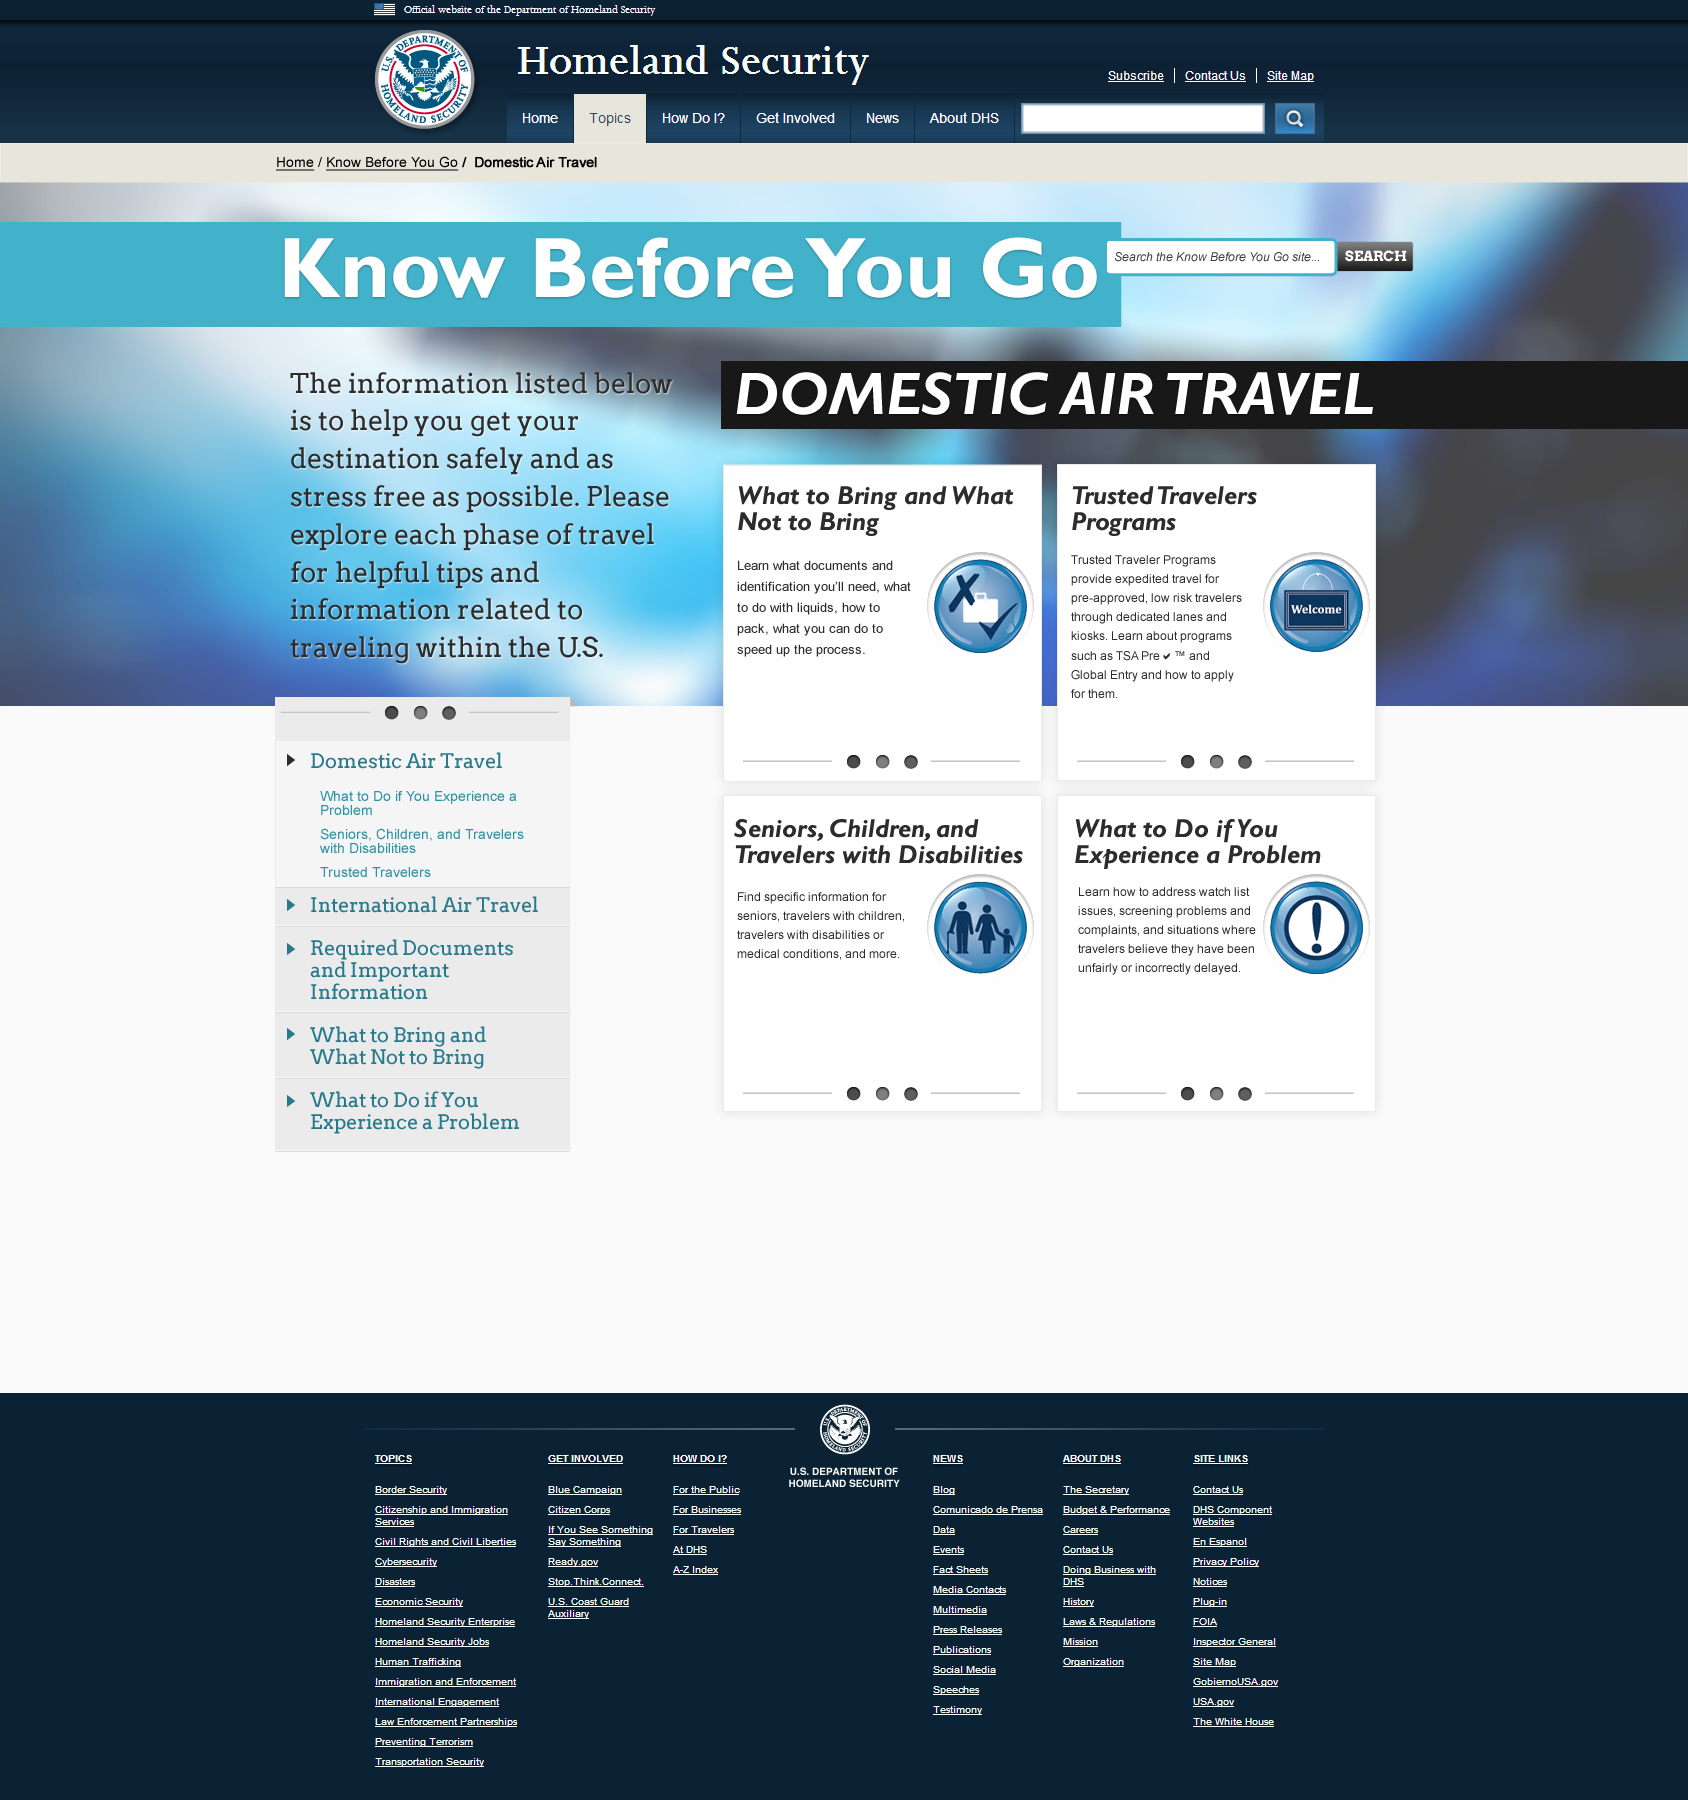 Official website of the Department of Homeland Security
U.S. DEPARTMENT OF HOMELAND SECURITY
Homeland Security
Subscribe
Contact Us
Site Map
Home
Topics
How Do I?
Get Involved
News
About DHS
Home / Know Before You Go / Domestic Air Travel
Know Before You Go
Search the Know Before You Go site...
SEARCH
The information listed below
is to help you get your
destination safely and as
stress free as possible. Please
explore each phase of travel
for helpful tips and
information related to
traveling within the U.S.
DOMESTIC AIR TRAVEL
What to Bring and What
Not to Bring
Learn what documents and
identification you'll need, what
to do with liquids, how to
pack, what you can do to
speed up the process.
Trusted Travelers
Programs
Trusted Traveler Programs
provide expedited travel for
pre-approved, low risk travelers
through dedicated lanes and
kiosks. Learn about programs
such as TSA Pre ✔ ™ and
Global Entry and how to apply
for them.
Welcome
Domestic Air Travel
What to Do if You Experience a
Problem
Seniors, Children, and Travelers
with Disabilities
Trusted Travelers
International Air Travel
Required Documents
and Important
Information
What to Bring and
What Not to Bring
What to Do if You
Experience a Problem
Seniors, Children, and
Travelers with Disabilities
Find specific information for
seniors, travelers with children,
travelers with disabilities or
medical conditions, and more.
What to Do if You
Experience a Problem
Learn how to address watch list
issues, screening problems and
complaints, and situations where
travelers believe they have been
unfairly or incorrectly delayed.
TOPICS
Border Security
Citizenship and Immigration
Services
Civil Rights and Civil Liberties
Cybersecurity
Disasters
Economic Security
Homeland Security Enterprise
Homeland Security Jobs
Human Trafficking
Immigration and Enforcement
International Engagement
Law Enforcement Partnerships
Preventing Terrorism
Transportation Security
GET INVOLVED
Blue Campaign
Citizen Corps
If You See Something
Say Something
Ready.gov
Stop.Think.Connect.
U.S. Coast Guard
Auxiliary
HOW DO I?
For the Public
For Businesses
For Travelers
At DHS
A-Z Index
U.S. DEPARTMENT OF HOMELAND SECURITY
U.S. DEPARTMENT OF
HOMELAND SECURITY
NEWS
Blog
Comunicado de Prensa
Data
Events
Fact Sheets
Media Contacts
Multimedia
Press Releases
Publications
Social Media
Speeches
Testimony
ABOUT DHS
The Secretary
Budget & Performance
Careers
Contact Us
Doing Business with
DHS
History
Laws & Regulations
Mission
Organization
SITE LINKS
Contact Us
DHS Component
Websites
En Espanol
Privacy Policy
Notices
Plug-in
FOIA
Inspector General
Site Map
GobiernoUSA.gov
USA.gov
The White House